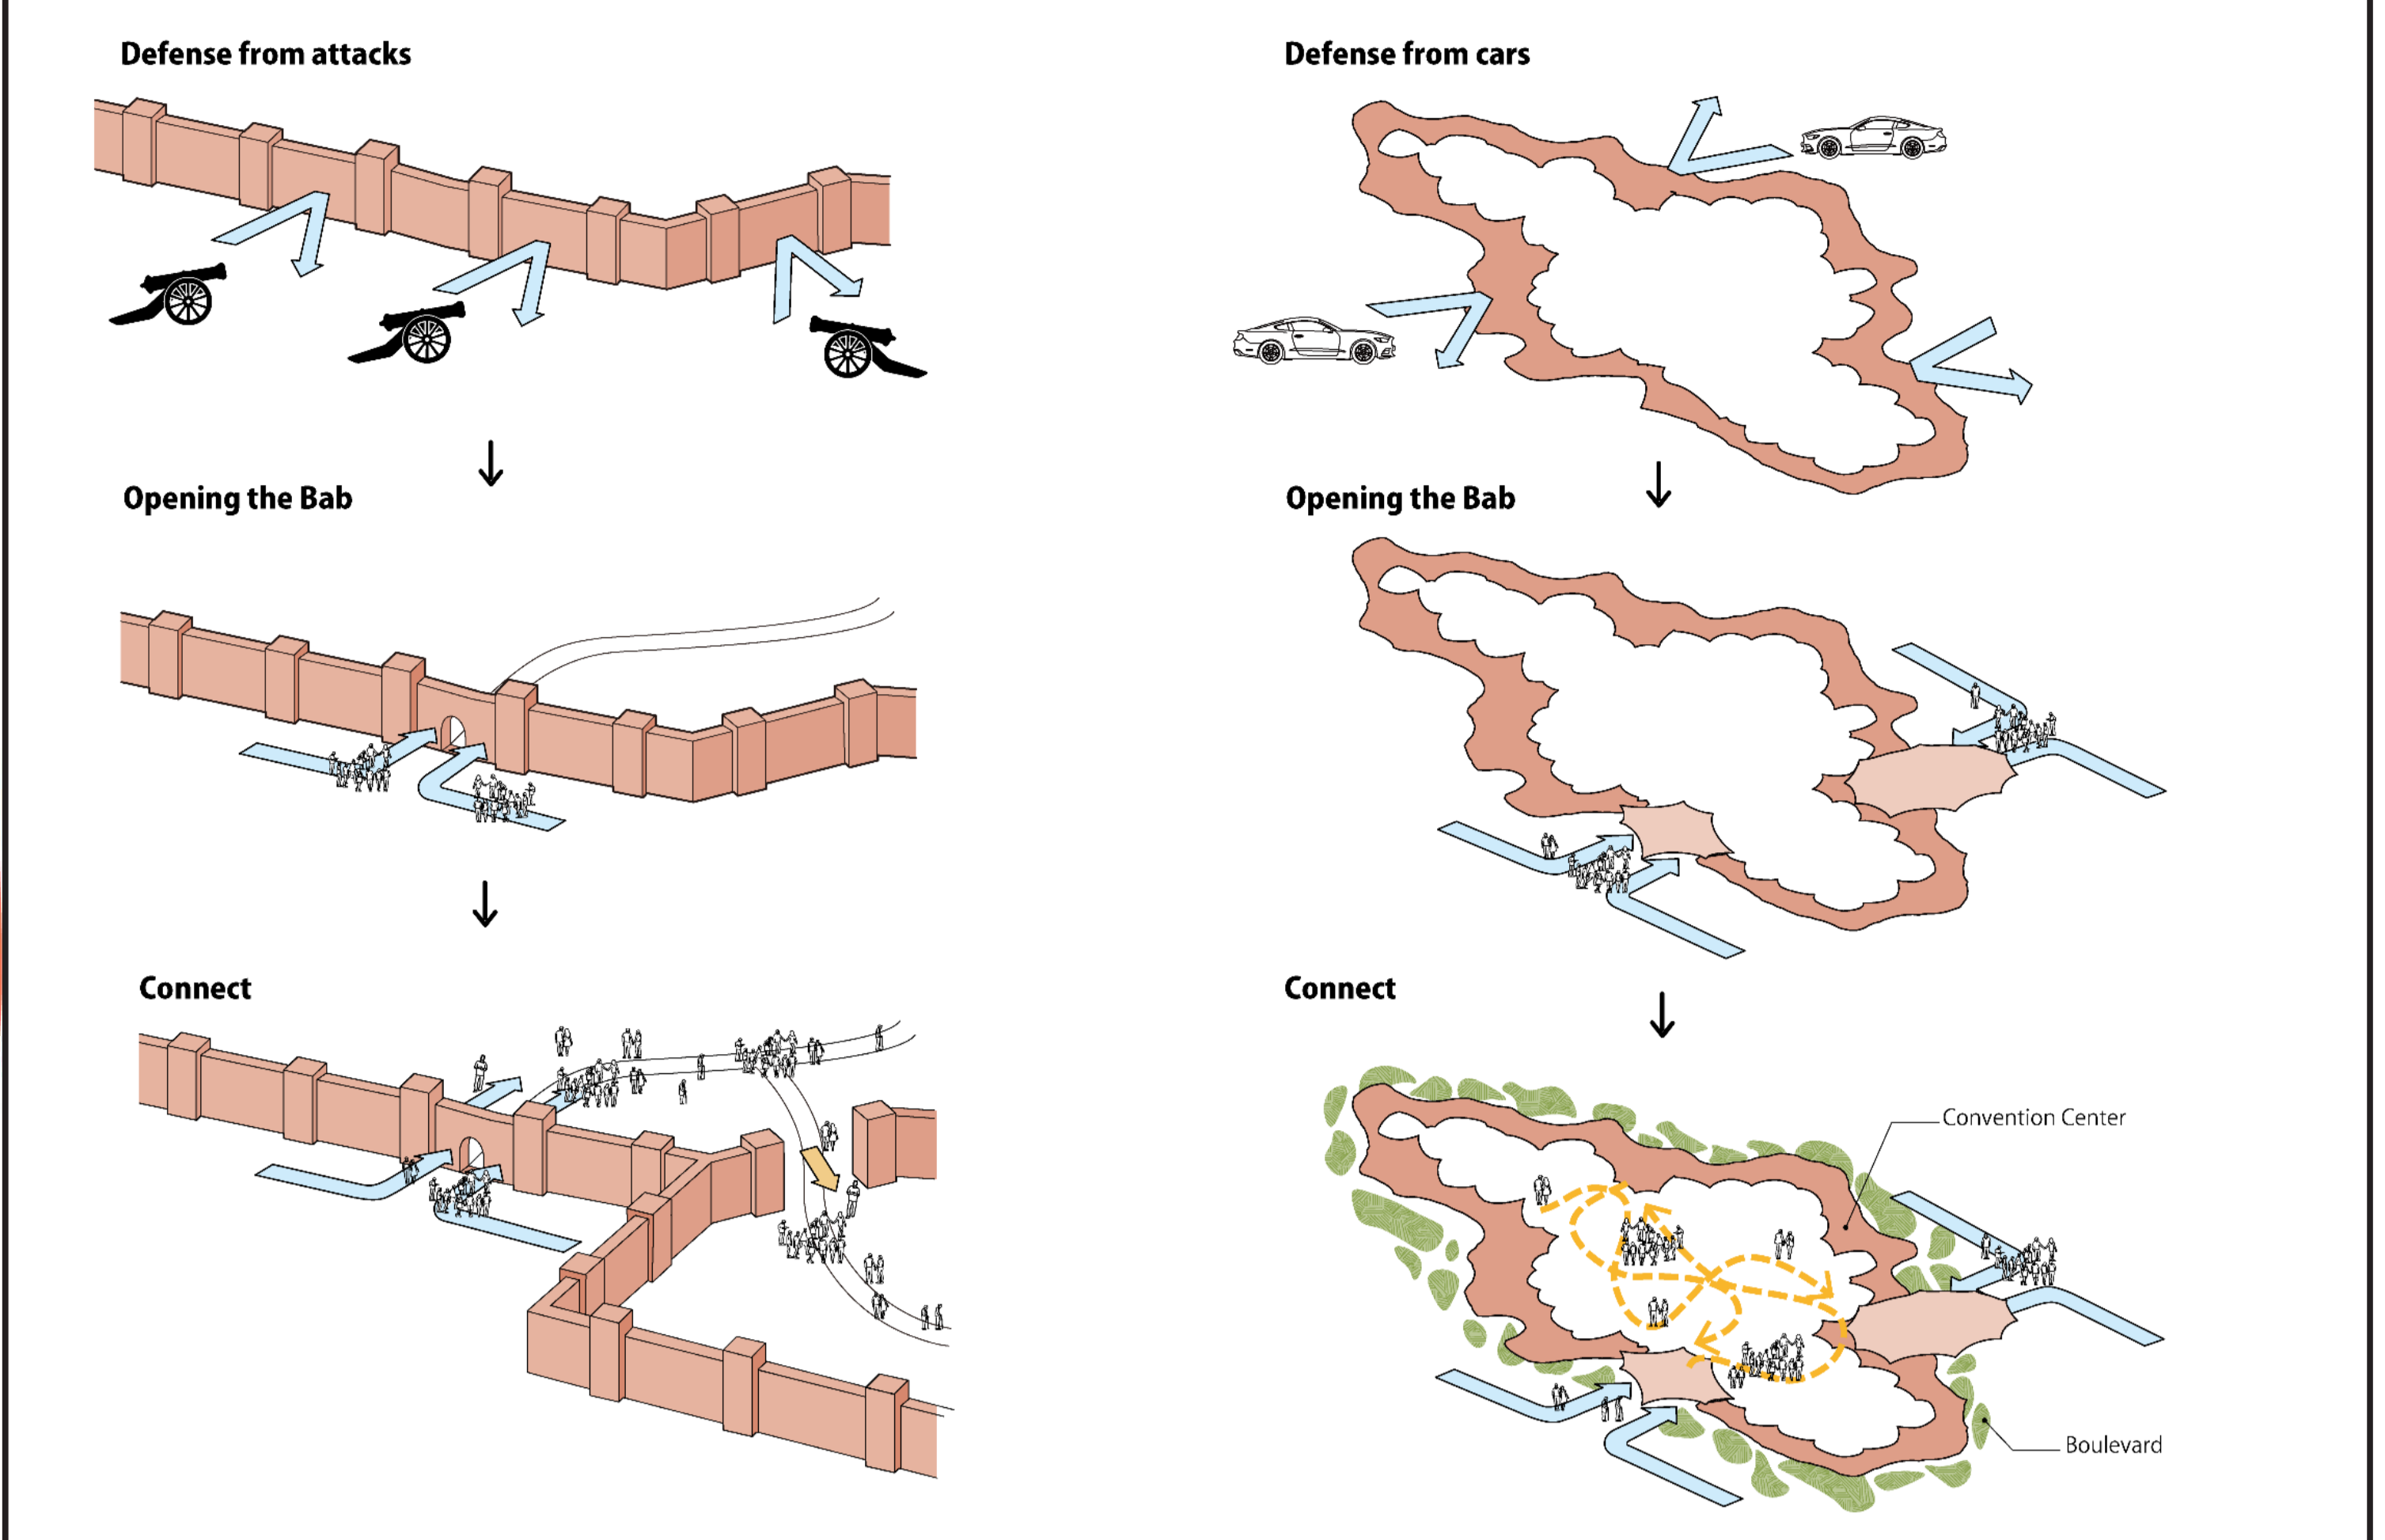 Defense from attacks
Opening the Bab
Connect
Defense from cars
Opening the Bab
Connect
Convention Center
Boulevard